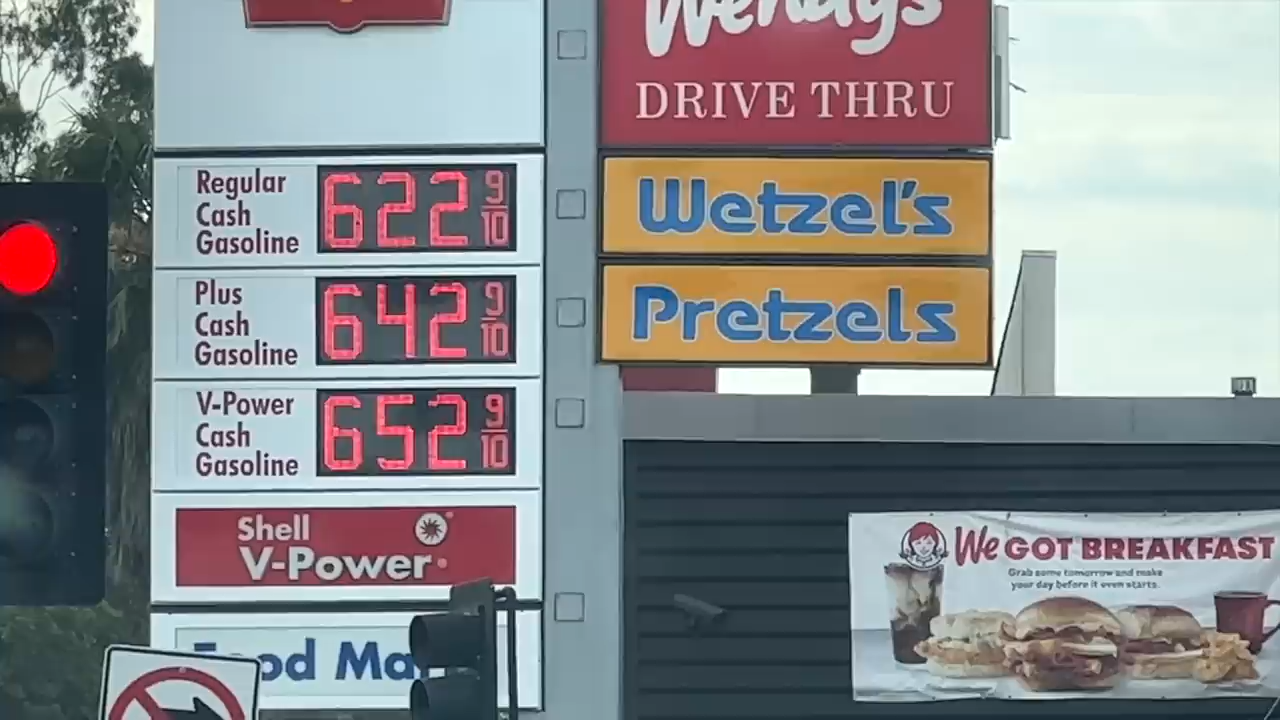 Wendy's
DRIVE THRU
Regular
Cash
Gasoline
622 9/10
Wetzel's
Plus
Cash
Gasoline
642 9/10
Pretzels
V-Power
Cash
Gasoline
652 9/10
Shell
V-Power
We GOT BREAKFAST
Grab some tomorrow and make
your day before it even starts.
Food Ma